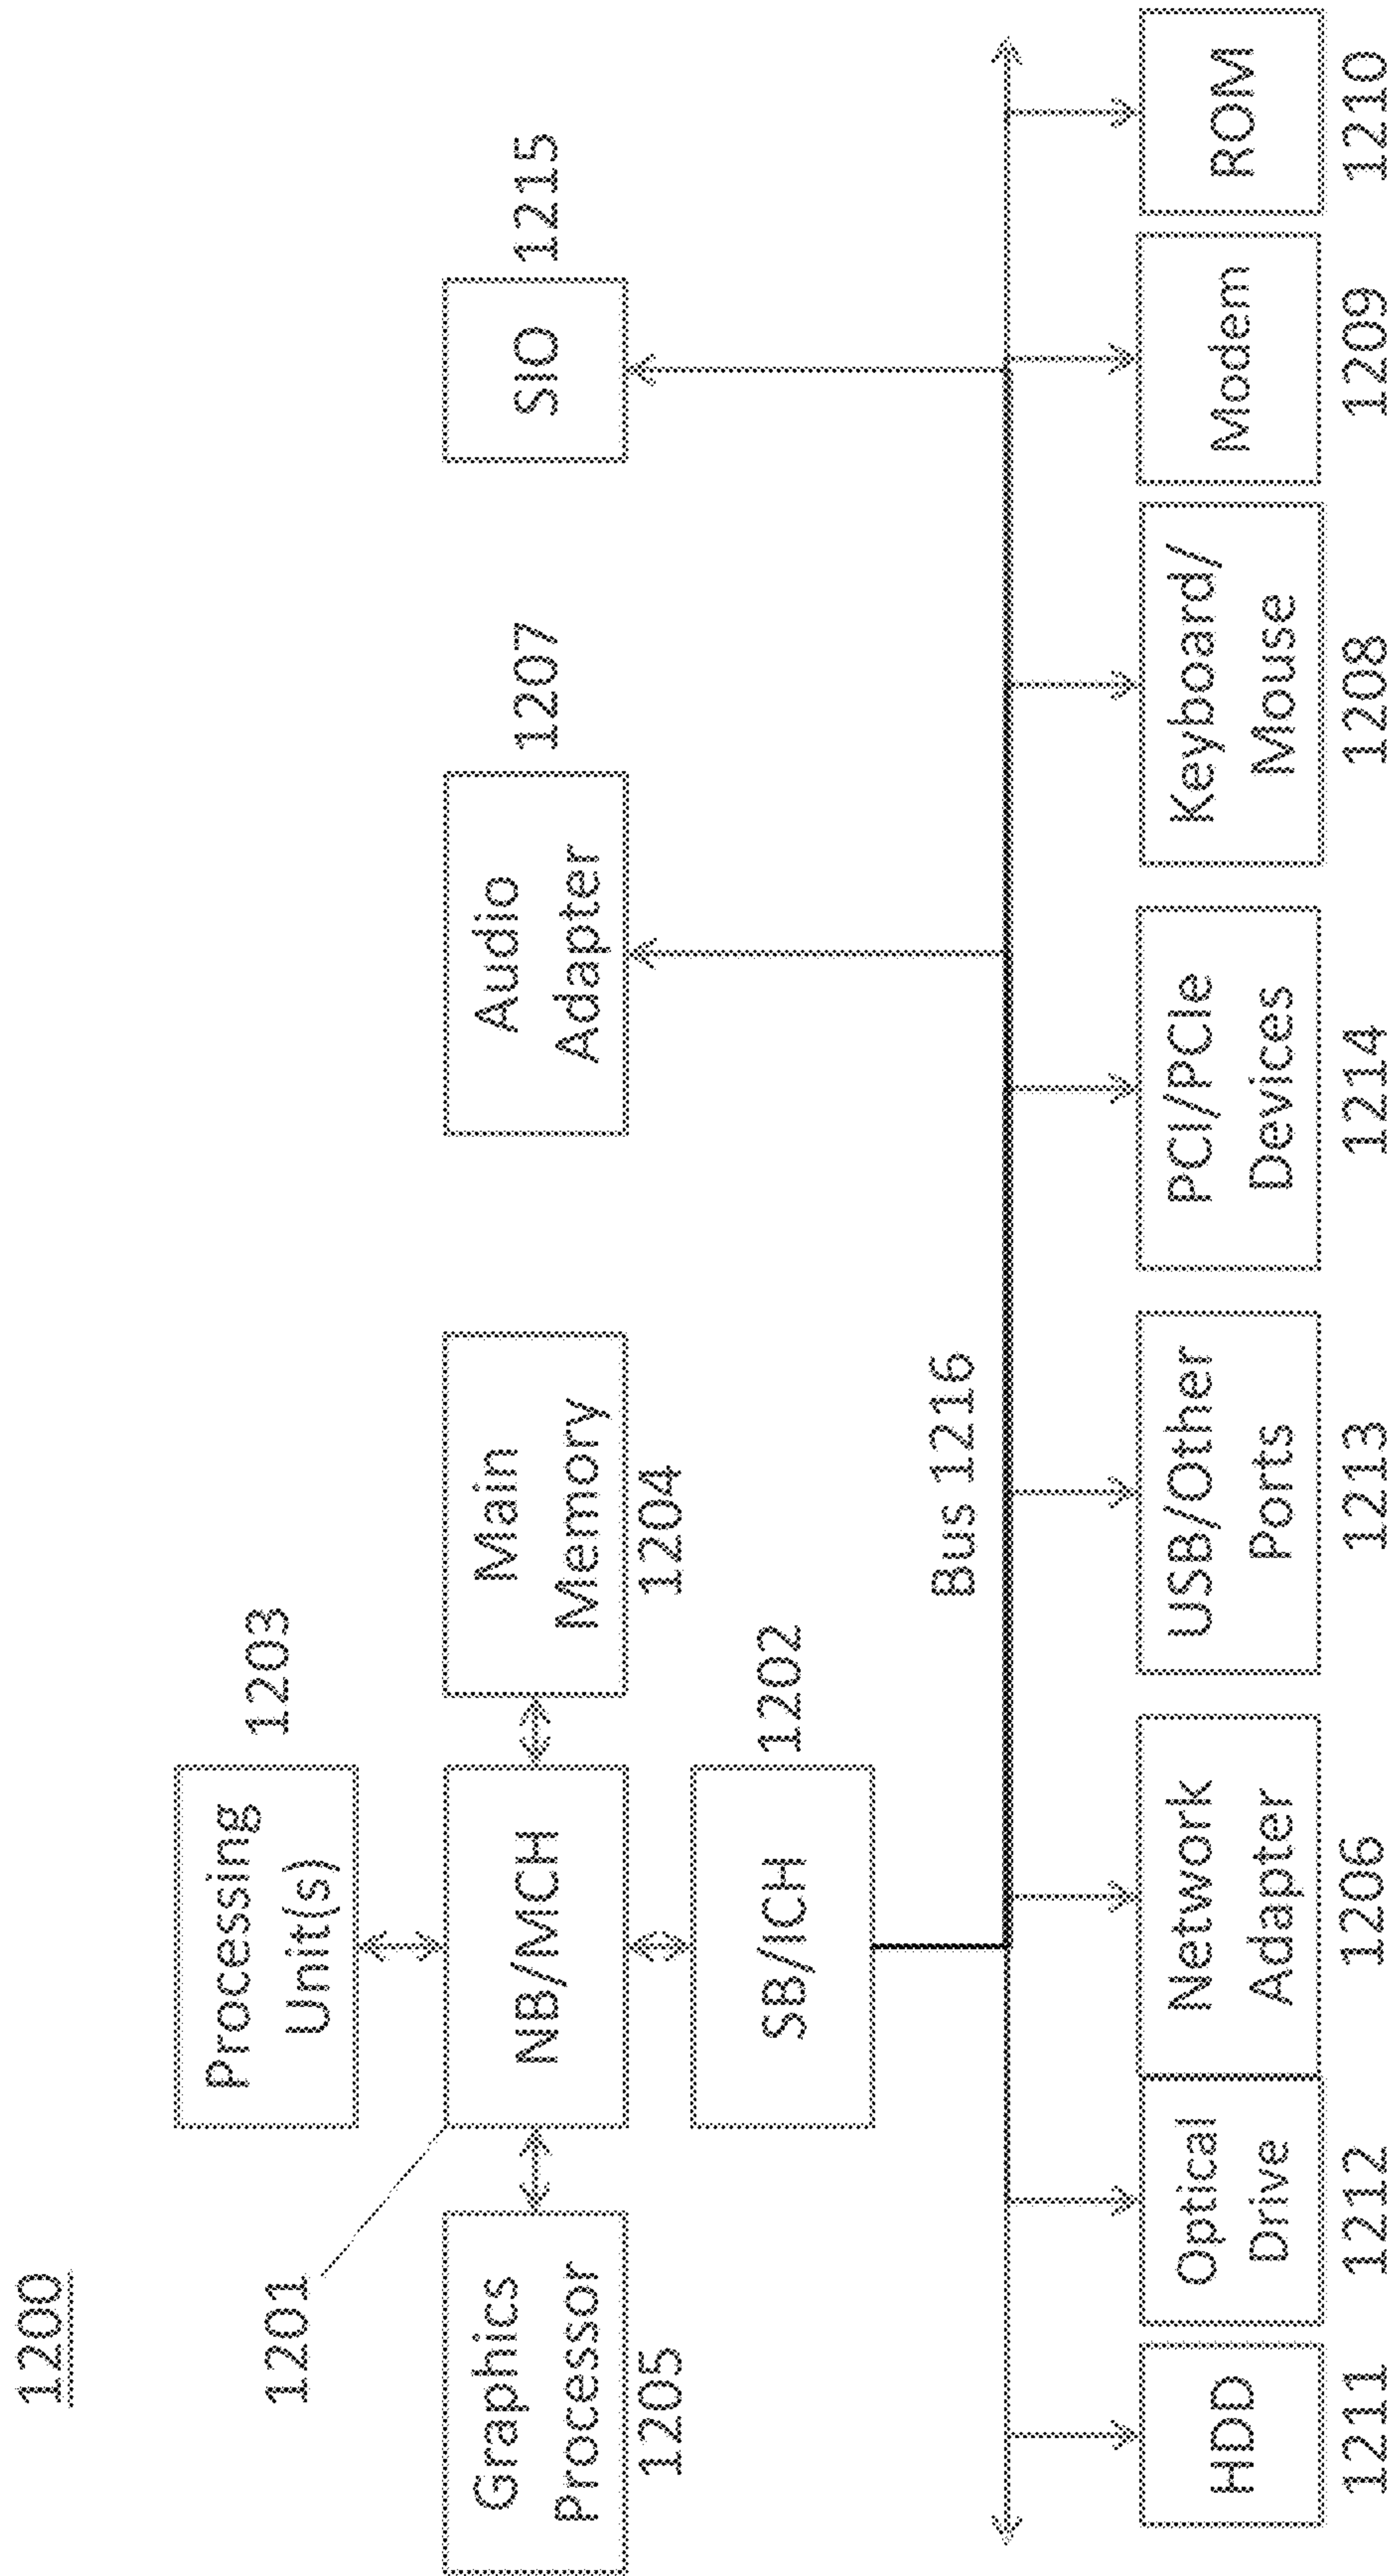 1200
Processing
Unit(s)
1203
1201
Graphics
Processor
1205
NB/MCH
Main
Memory
1204
Audio
Adapter
1207
SIO
1215
SB/ICH
1202
Bus 1216
HDD
1211
Optical
Drive
1212
Network
Adapter
1206
USB/Other
Ports
1213
PCI/PCIe
Devices
1214
Keyboard/
Mouse
1208
Modem
1209
ROM
1210